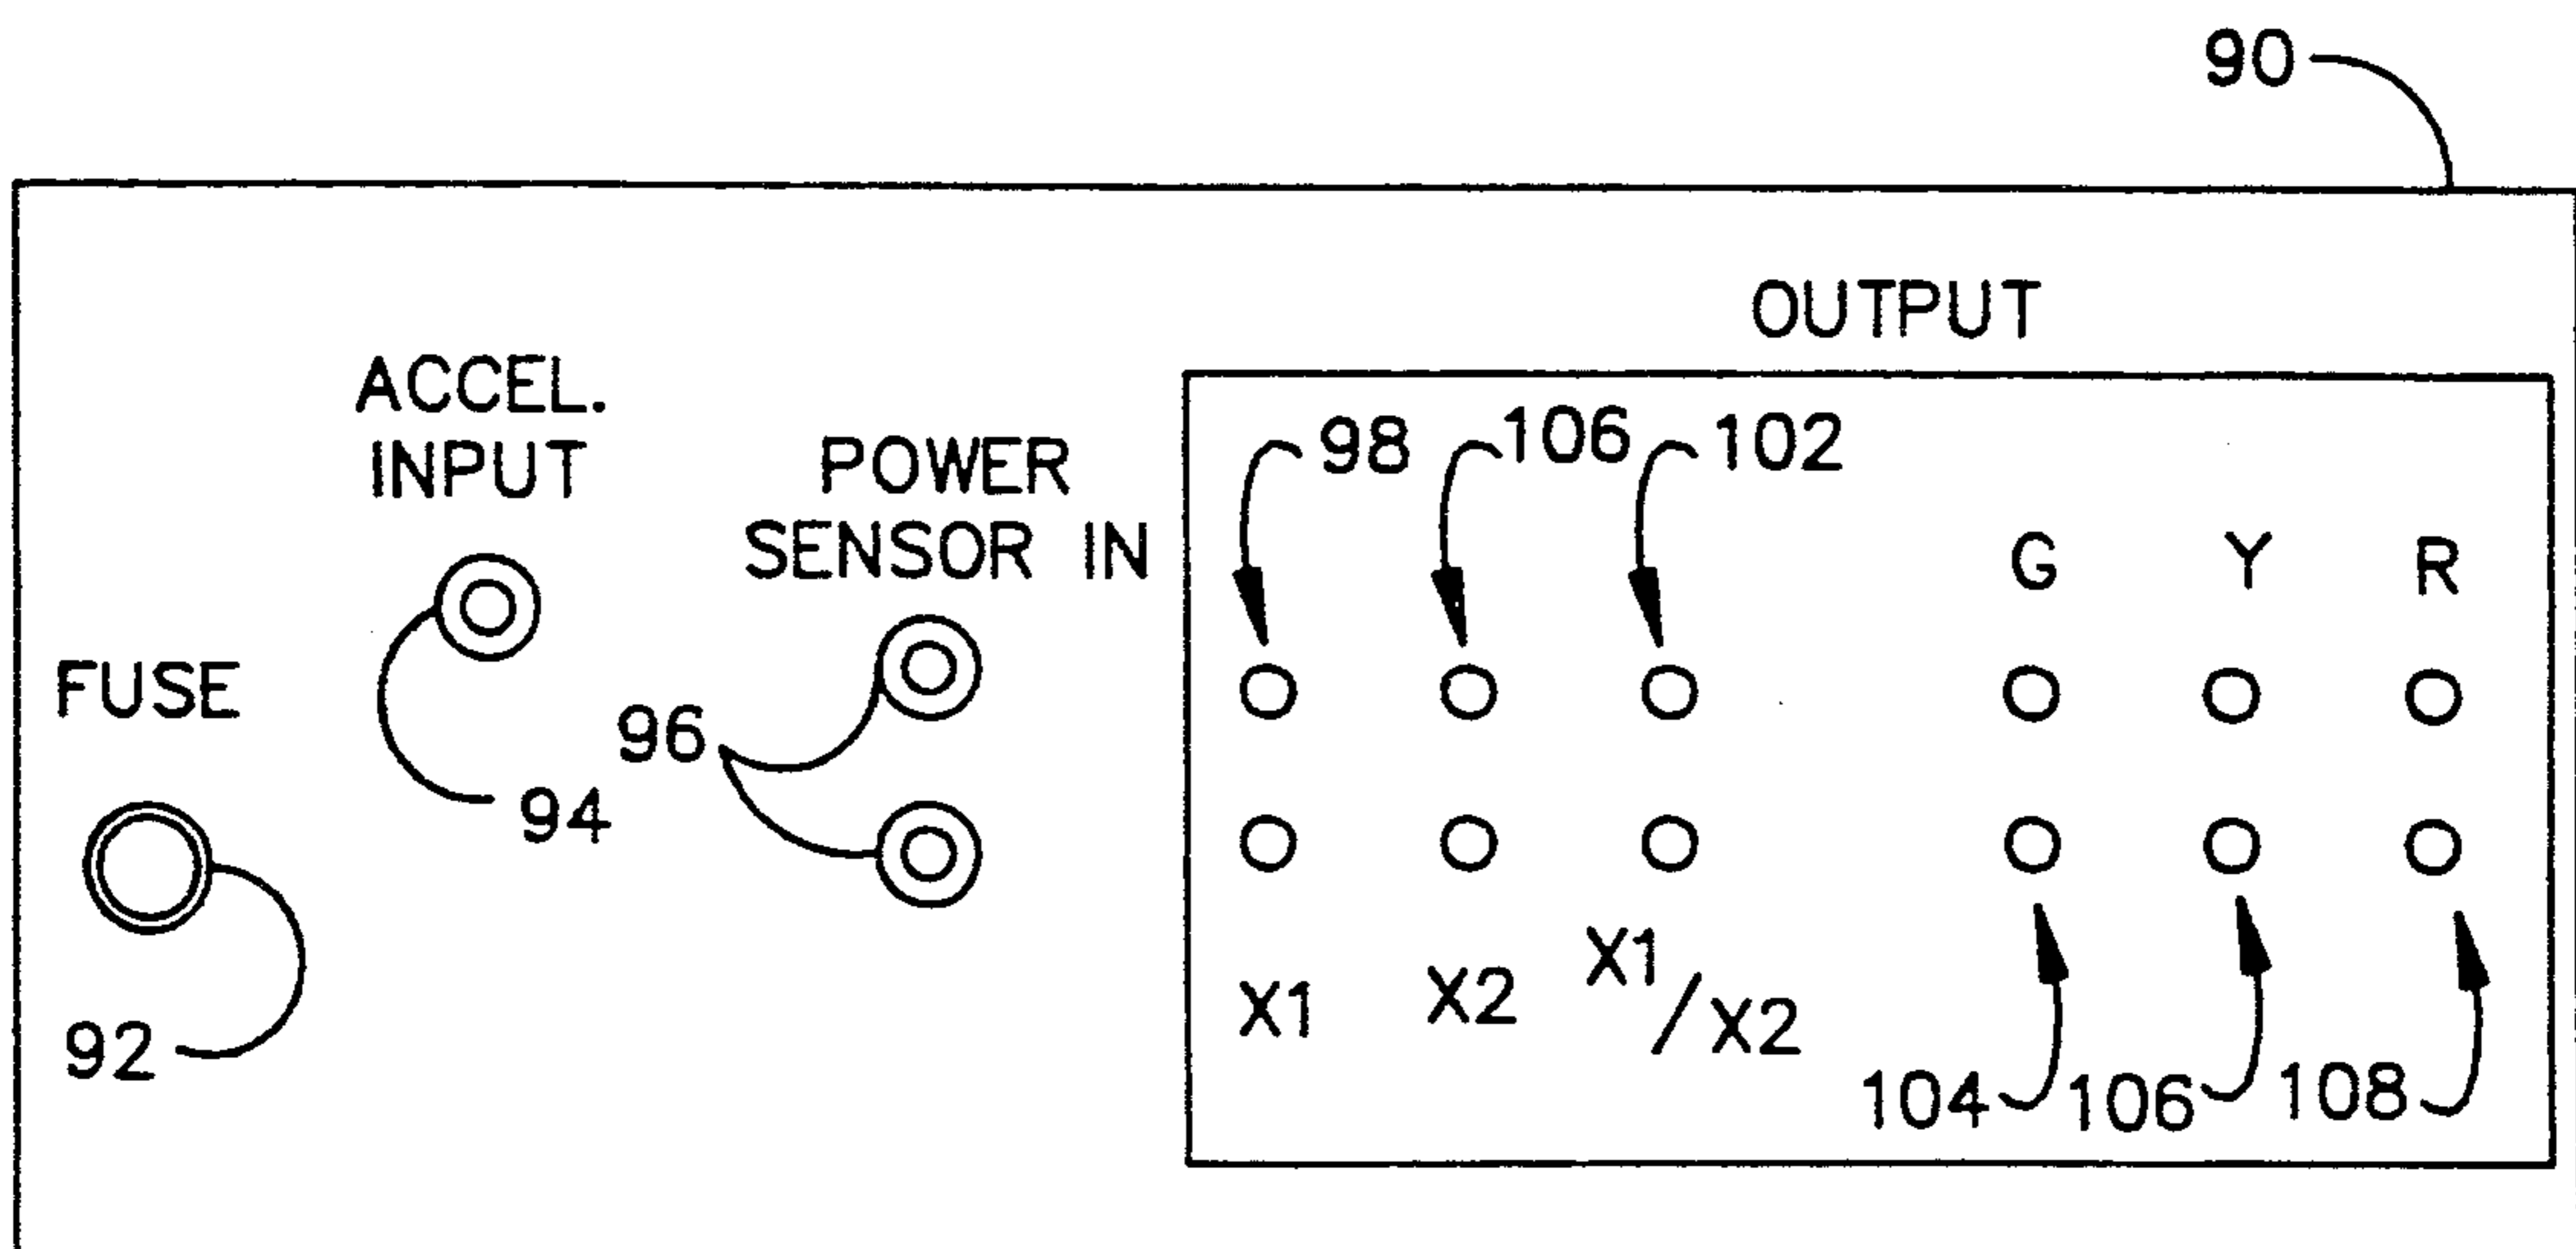 90
OUTPUT
ACCEL.
INPUT
POWER
SENSOR IN
98 106 102
G Y R
FUSE
96
94
92
X1 X2 X1/X2
104 106 108